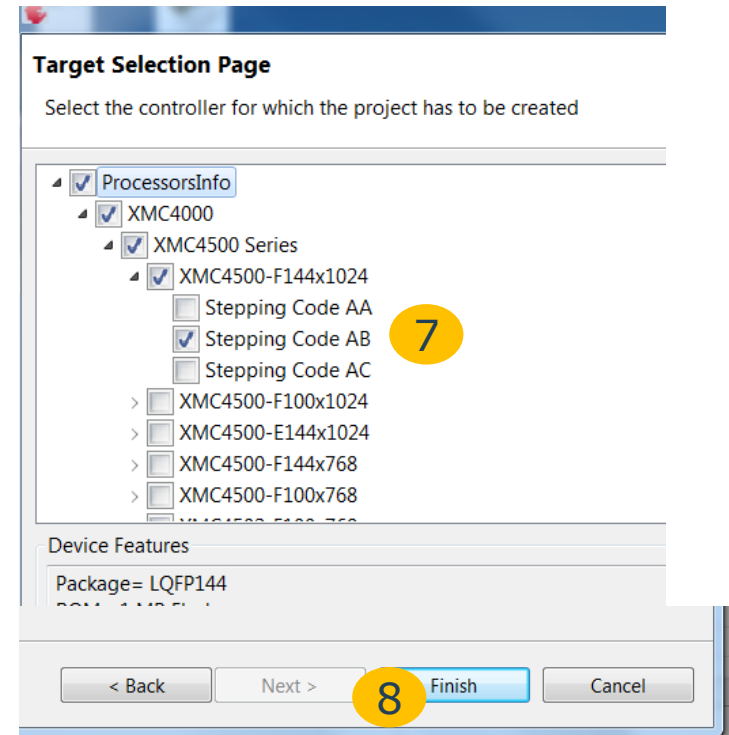 Target Selection Page
Select the controller for which the project has to be created
ProcessorsInfo
XMC4000
XMC4500 Series
XMC4500-F144x1024
Stepping Code AA
Stepping Code AB
7
Stepping Code AC
XMC4500-F100x1024
XMC4500-E144x1024
XMC4500-F144x768
XMC4500-F100x768
Device Features
Package= LQFP144
< Back
Next >
8
Finish
Cancel